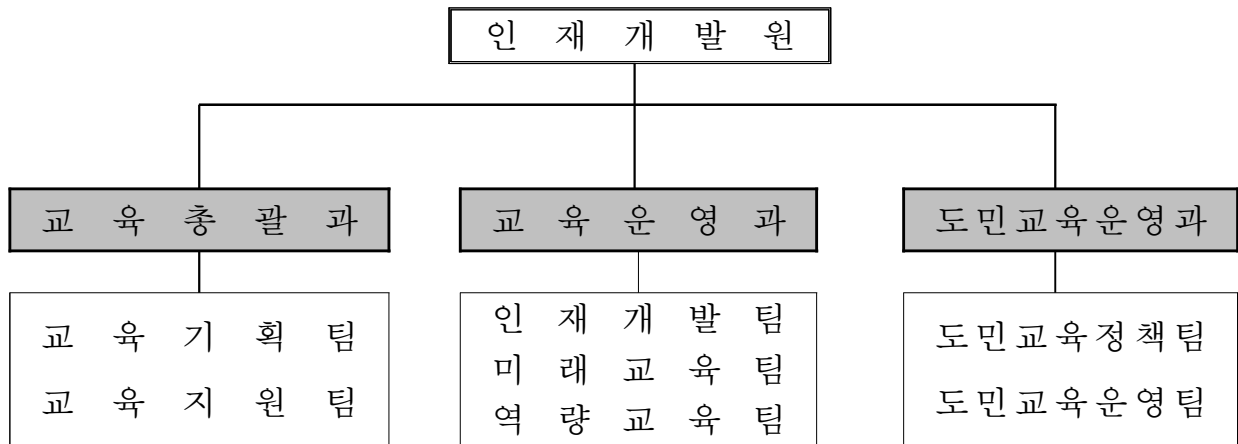 인 재 개 발 원
교 육 총 괄 과
교 육 운 영 과
도민교육운영과
교 육 기 획 팀
교 육 지 원 팀
인 재 개 발 팀
미 래 교 육 팀
역 량 교 육 팀
도민교육정책팀
도민교육운영팀